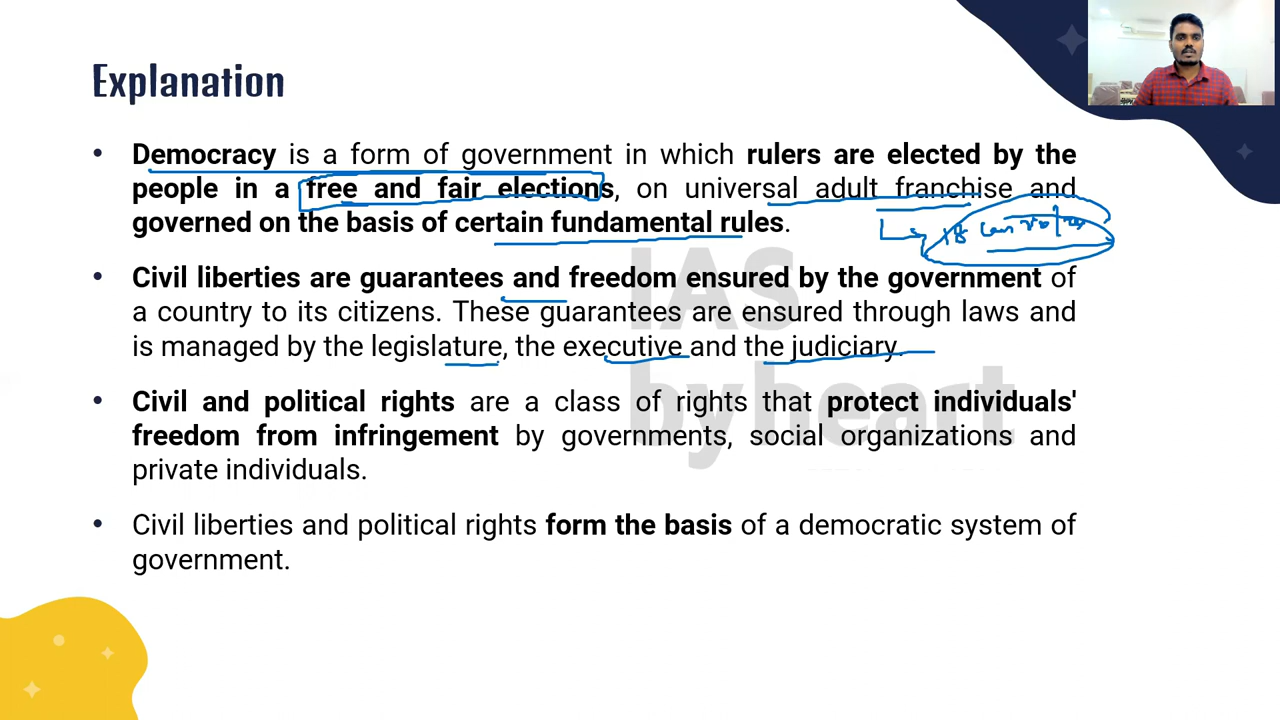 Explanation
• Democracy is a form of government in which rulers are elected by the
people in a free and fair elections, on universal adult franchise and
governed on the basis of certain fundamental rules.
18 can
• Civil liberties are guarantees and freedom ensured by the government of
a country to its citizens. These guarantees are ensured through laws and
is managed by the legislature, the executive and the judiciary.
• Civil and political rights are a class of rights that protect individuals'
freedom from infringement by governments, social organizations and
private individuals.
• Civil liberties and political rights form the basis of a democratic system of
government.
IAS
by heart